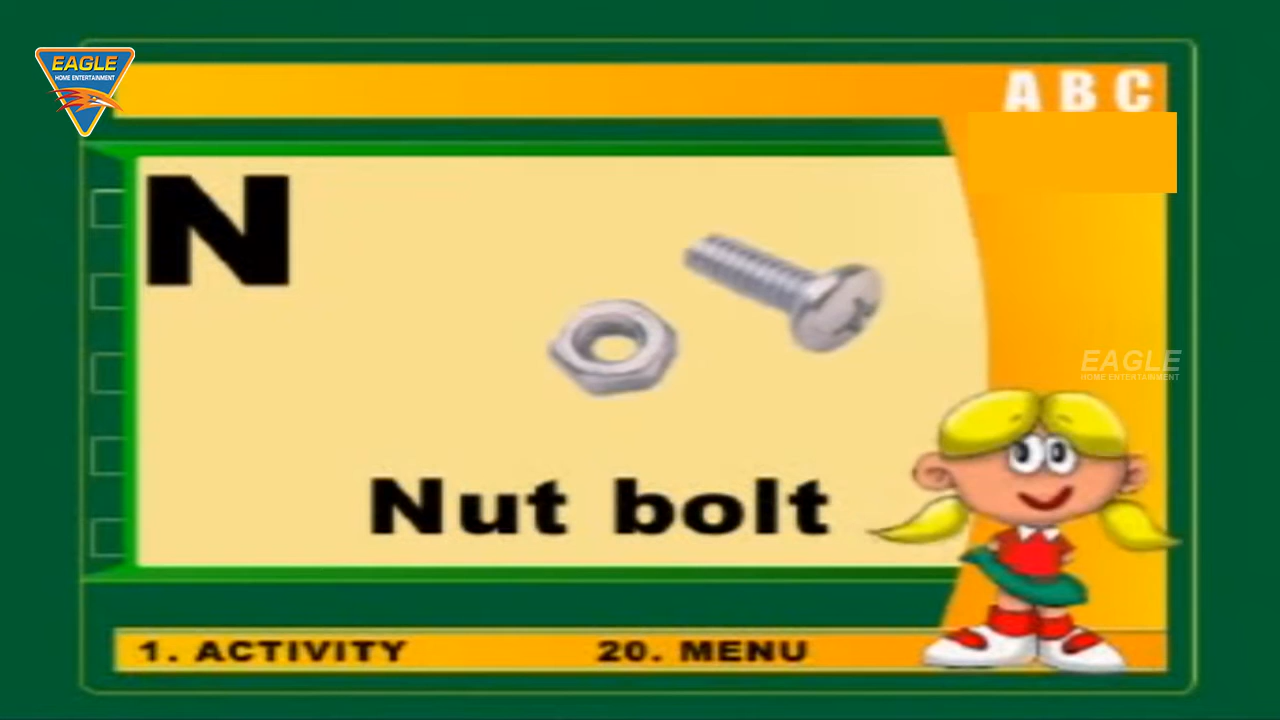 EAGLE
HOME ENTERTAINMENT
A B C
N
EAGLE
HOME ENTERTAINMENT
Nut bolt
1. ACTIVITY
20. MENU